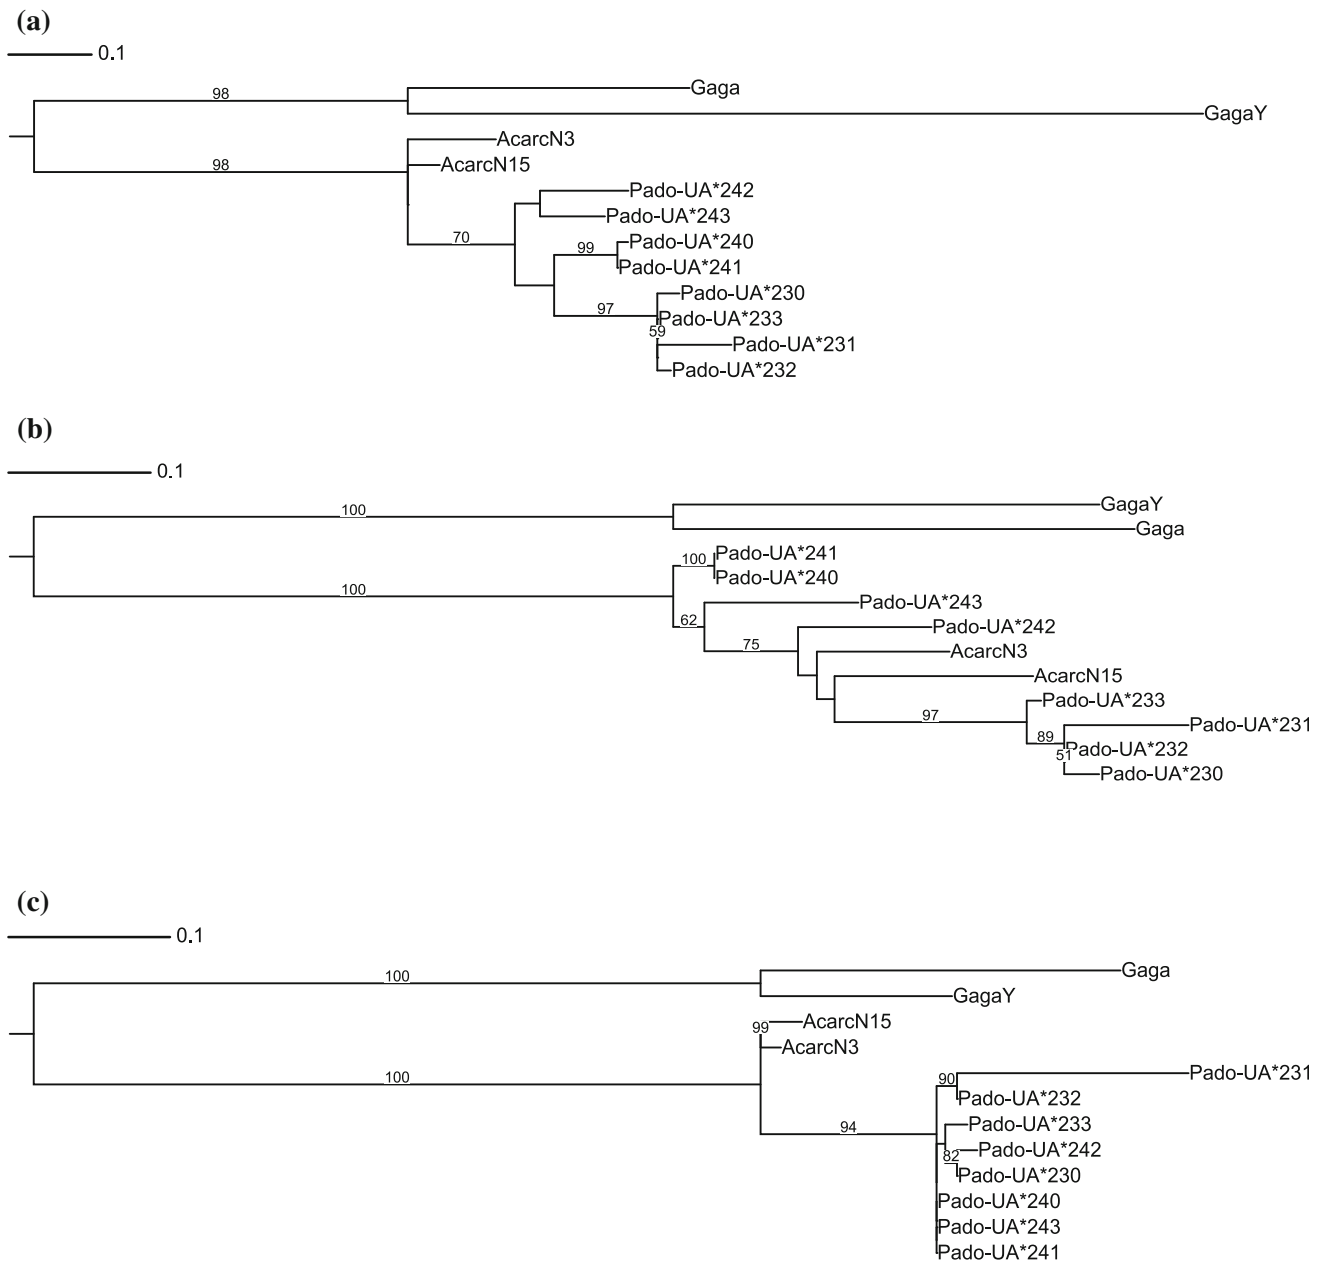 (a)
0.1
98
Gaga
GagaY
AcarcN3
98
AcarcN15
Pado-UA*242
Pado-UA*243
70
Pado-UA*240
99
Pado-UA*241
Pado-UA*230
97
Pado-UA*233
59
Pado-UA*231
Pado-UA*232
(b)
0.1
100
GagaY
Gaga
Pado-UA*241
100
Pado-UA*240
100
Pado-UA*243
62
Pado-UA*242
75
AcarcN3
AcarcN15
Pado-UA*233
97
Pado-UA*231
89
Pado-UA*232
51
Pado-UA*230
(c)
0.1
100
Gaga
GagaY
AcarcN15
99
AcarcN3
100
Pado-UA*231
90
Pado-UA*232
94
Pado-UA*233
Pado-UA*242
82
Pado-UA*230
Pado-UA*240
Pado-UA*243
Pado-UA*241